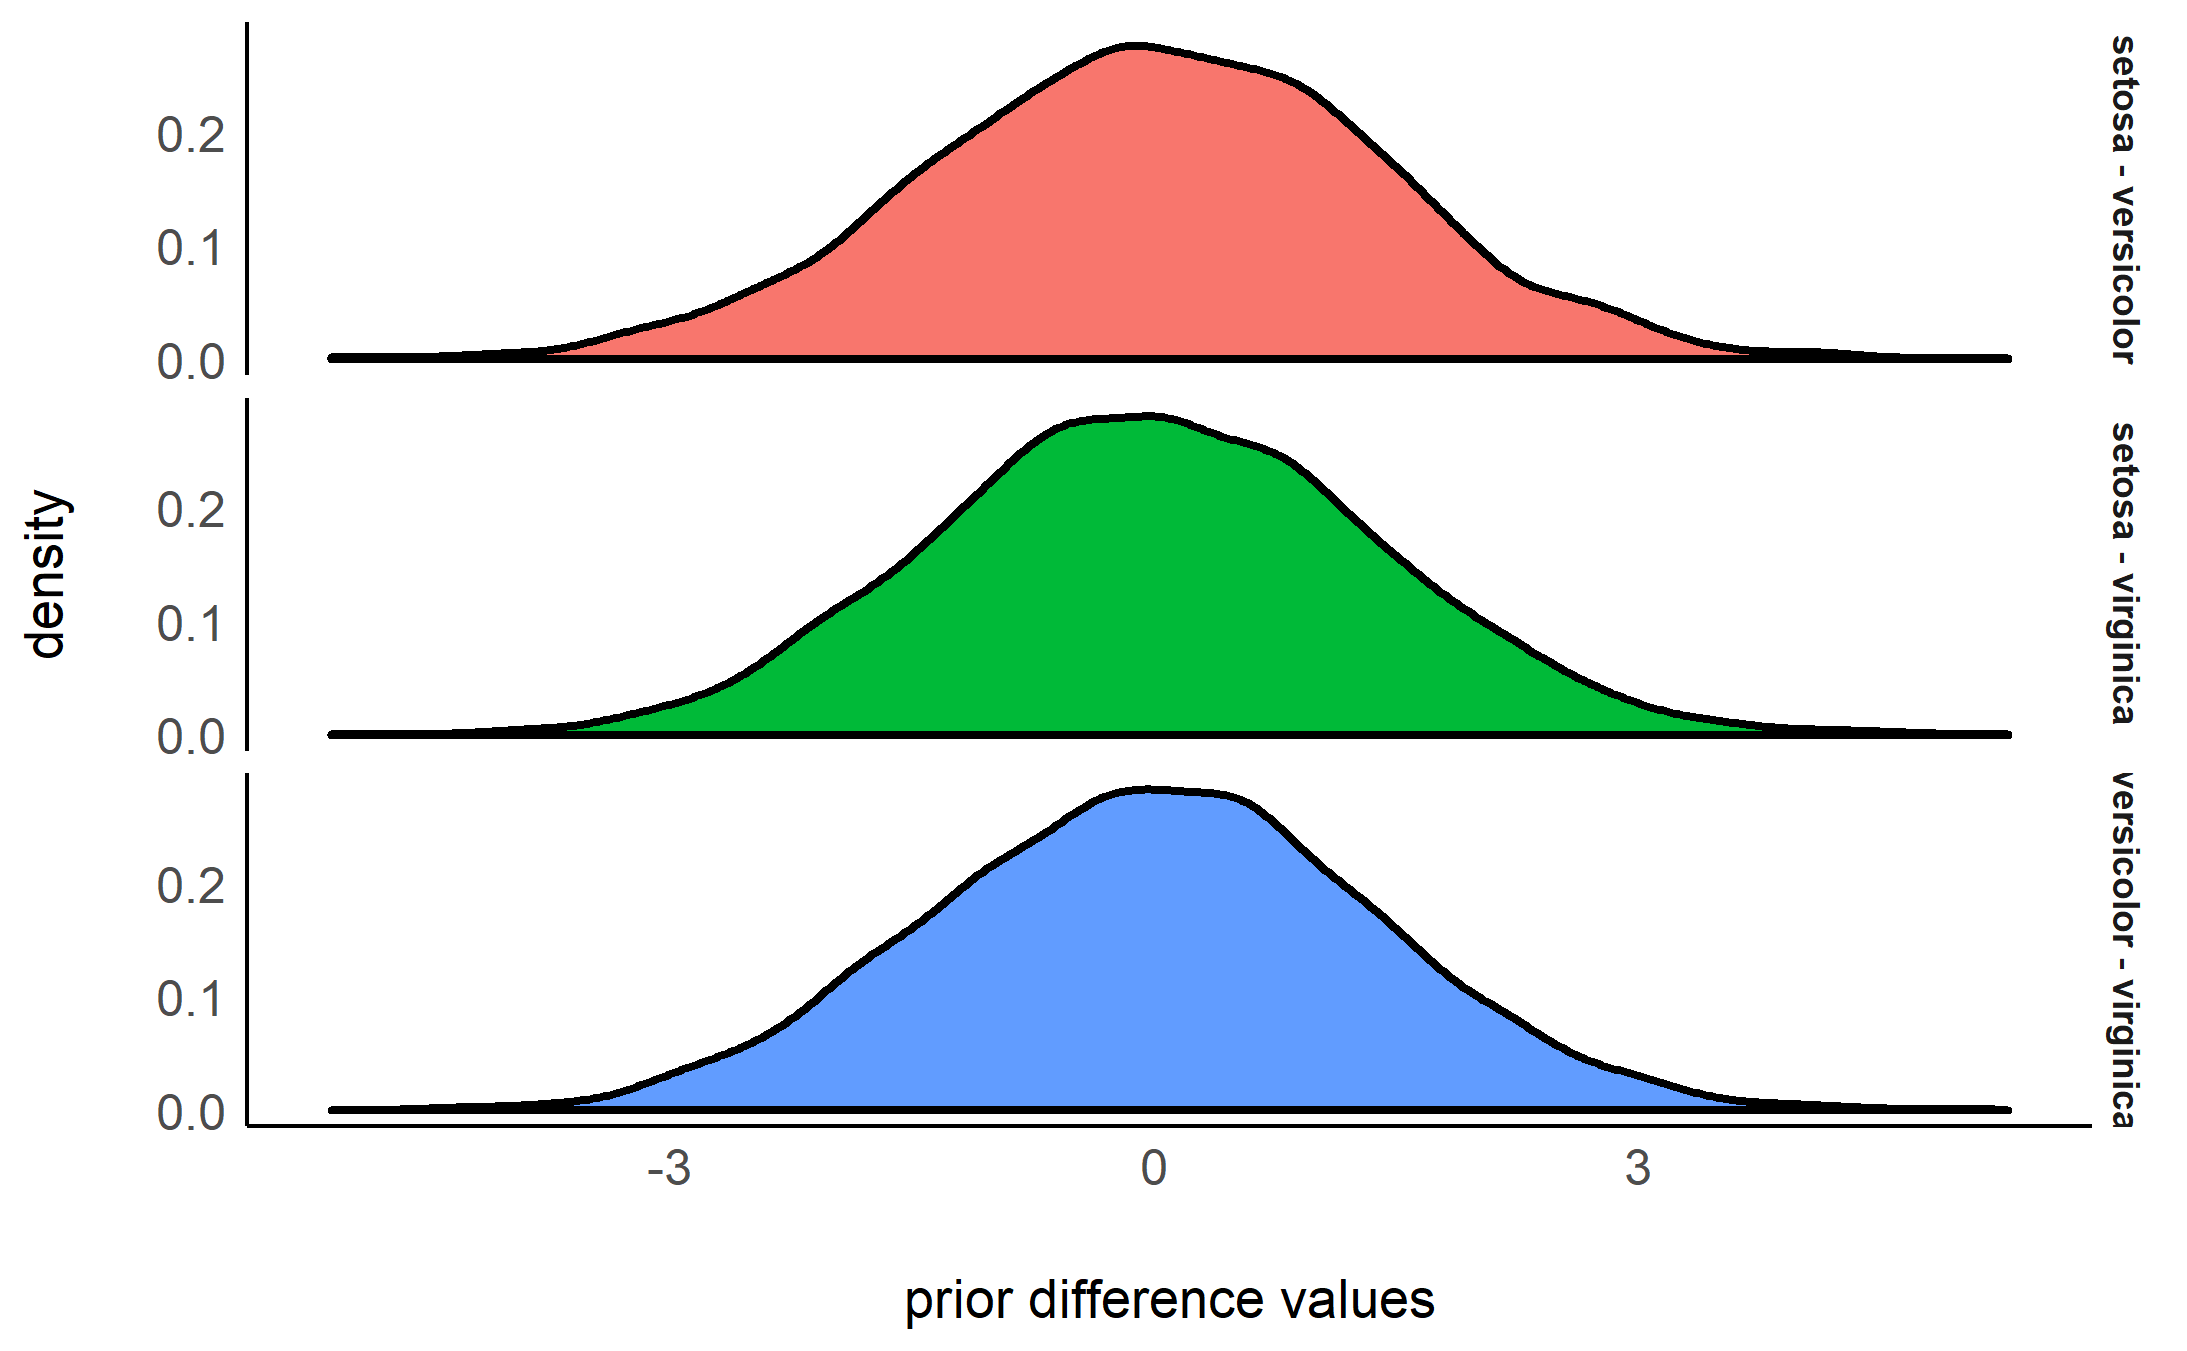 density
0.2
0.1
0.0
setosa - versicolor
0.2
0.1
0.0
setosa - virginica
0.2
0.1
0.0
versicolor - virginica
-3 0 3
prior difference values